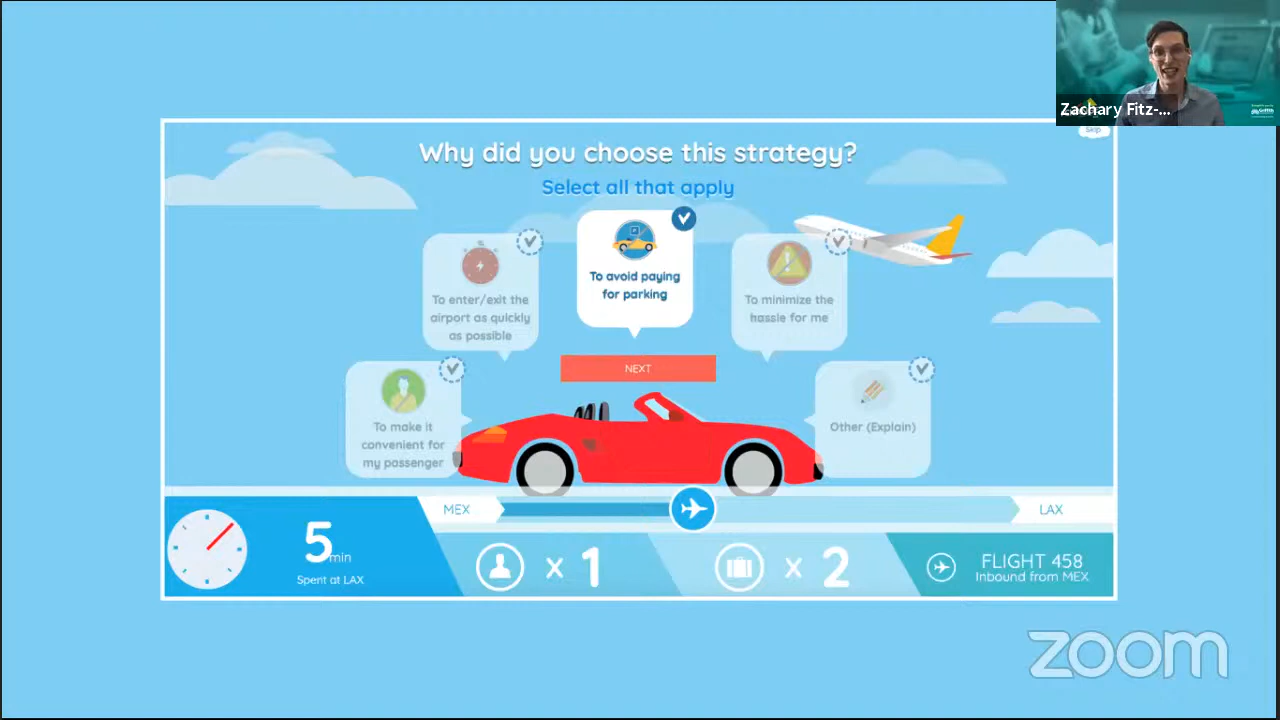 Zachary Fitz-...
Skip
Why did you choose this strategy?
Select all that apply
To avoid paying
for parking
To enter/exit the
airport as quickly
as possible
To minimize the
hassle for me
NEXT
To make it
convenient for
my passenger
Other (Explain)
MEX
LAX
5 min
Spent at LAX
x 1
x 2
FLIGHT 458
Inbound from MEX
zoom